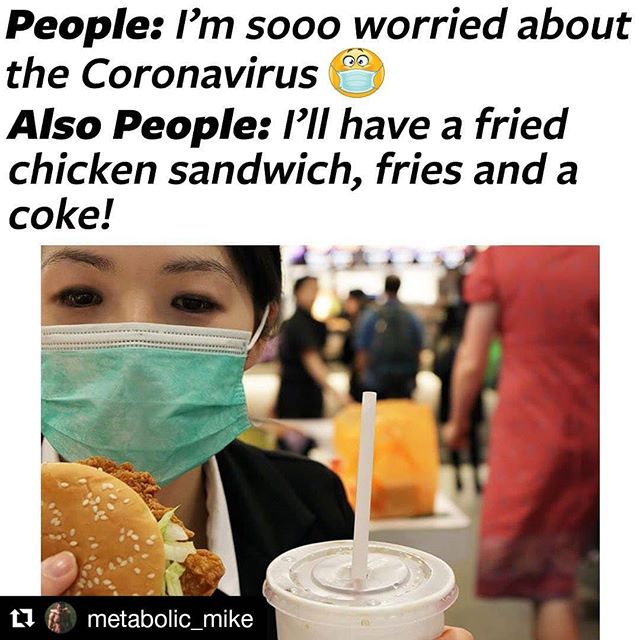 People: I'm sooo worried about
the Coronavirus 😷
Also People: I'll have a fried
chicken sandwich, fries and a
coke!
metabolic_mike